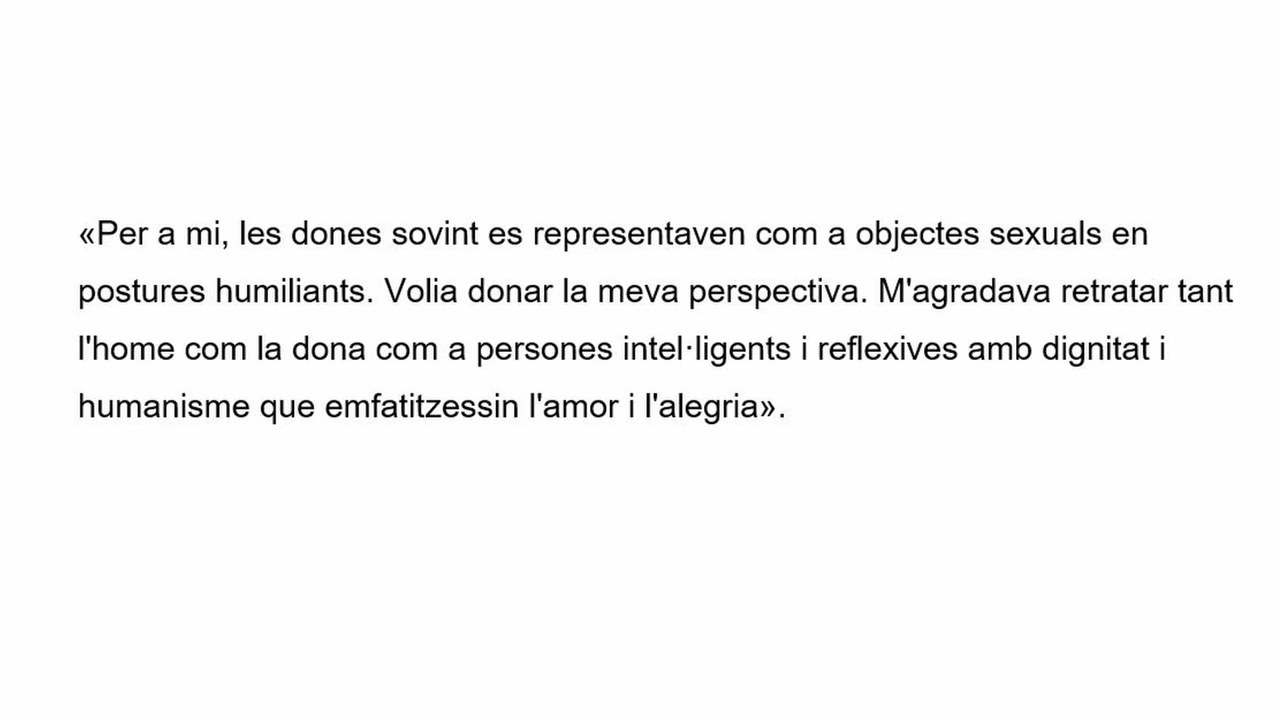 «Per a mi, les dones sovint es representaven com a objectes sexuals en
postures humiliants. Volia donar la meva perspectiva. M'agradava retratar tant
l'home com la dona com a persones intel·ligents i reflexives amb dignitat i
humanisme que emfatitzessin l'amor i l'alegria».